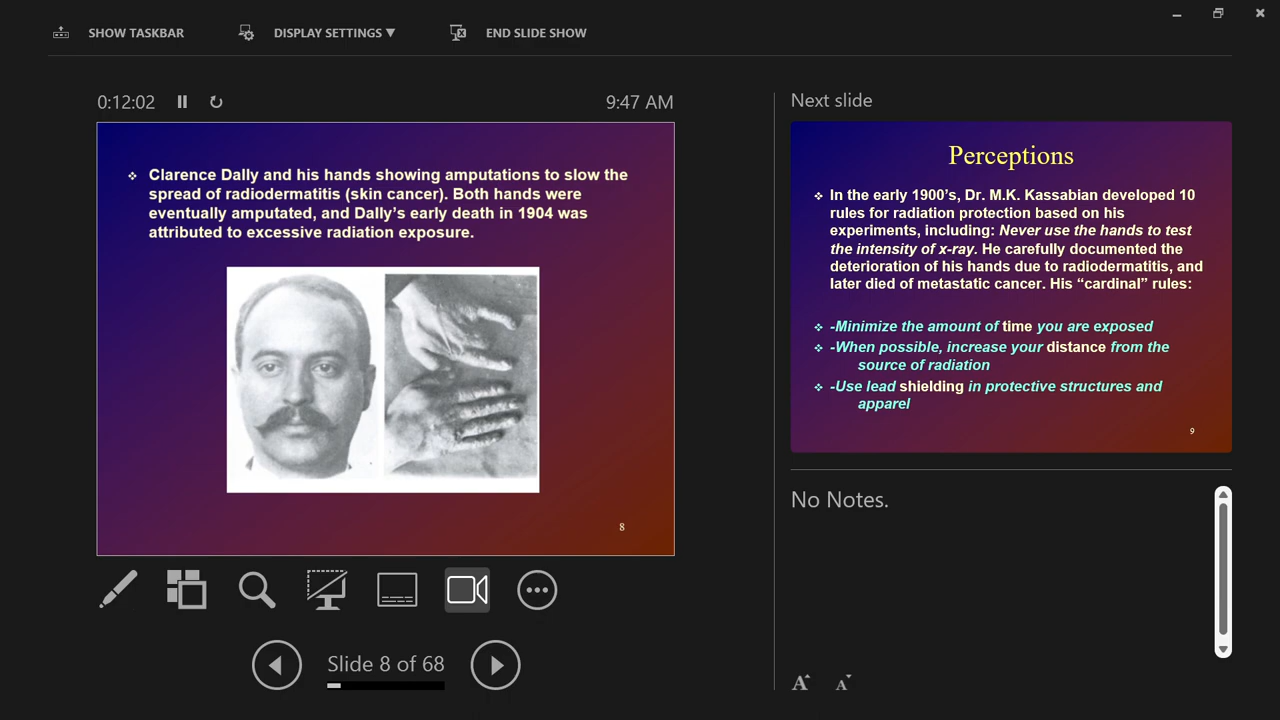 SHOW TASKBAR
DISPLAY SETTINGS ▼
END SLIDE SHOW
0:12:02
9:47 AM
❖ Clarence Dally and his hands showing amputations to slow the
spread of radiodermatitis (skin cancer). Both hands were
eventually amputated, and Dally’s early death in 1904 was
attributed to excessive radiation exposure.
8
Slide 8 of 68
Next slide
Perceptions
❖ In the early 1900’s, Dr. M.K. Kassabian developed 10
rules for radiation protection based on his
experiments, including: Never use the hands to test
the intensity of x-ray. He carefully documented the
deterioration of his hands due to radiodermatitis, and
later died of metastatic cancer. His “cardinal” rules:
❖ -Minimize the amount of time you are exposed
❖ -When possible, increase your distance from the
source of radiation
❖ -Use lead shielding in protective structures and
apparel
9
No Notes.
A A